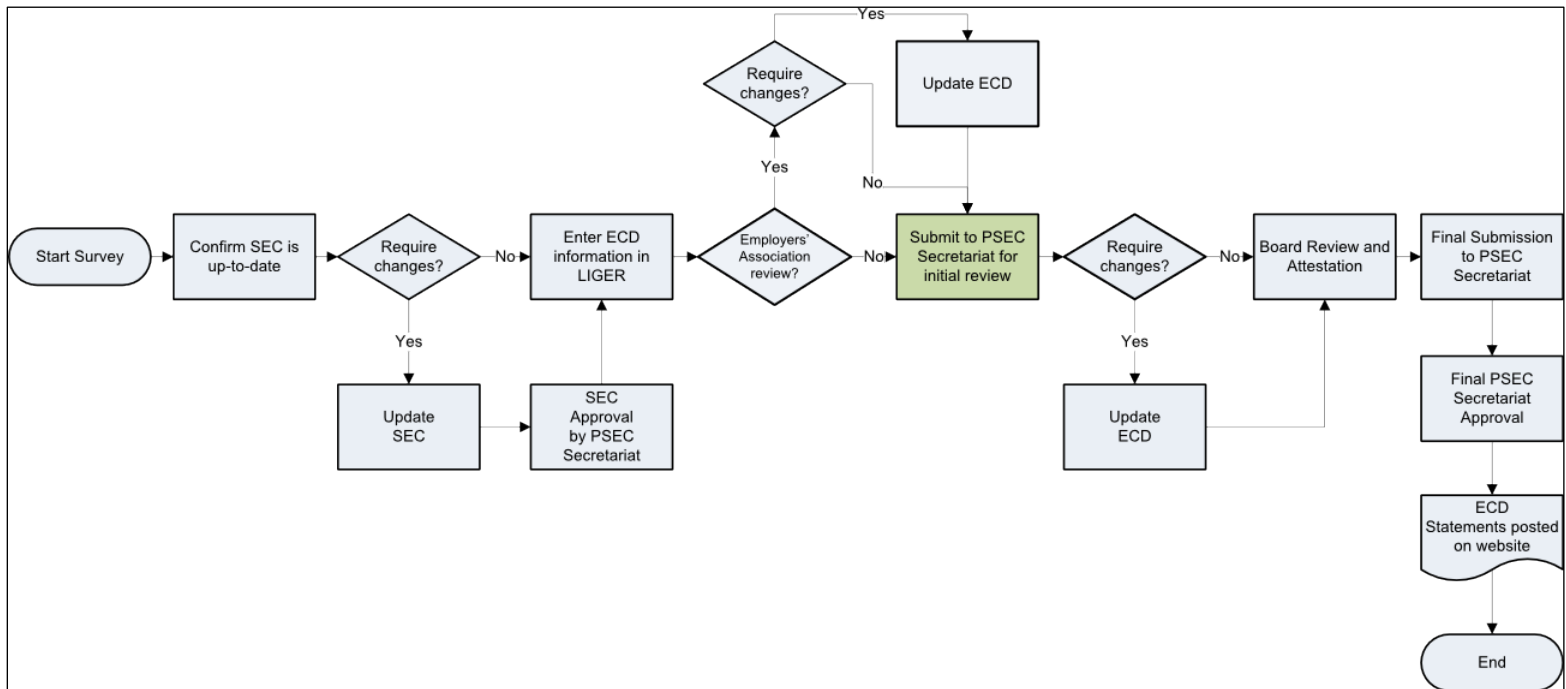 Yes
Require
changes?
Update ECD
Yes
No
Start Survey
Confirm SEC is
up-to-date
Require
changes?
No
Enter ECD
information in
LIGER
Employers'
Association
review?
No
Submit to PSEC
Secretariat for
initial review
Require
changes?
No
Board Review and
Attestation
Final Submission
to PSEC
Secretariat
Yes
Update
SEC
SEC
Approval
by PSEC
Secretariat
Yes
Update
ECD
Final PSEC
Secretariat
Approval
ECD
Statements posted
on website
End